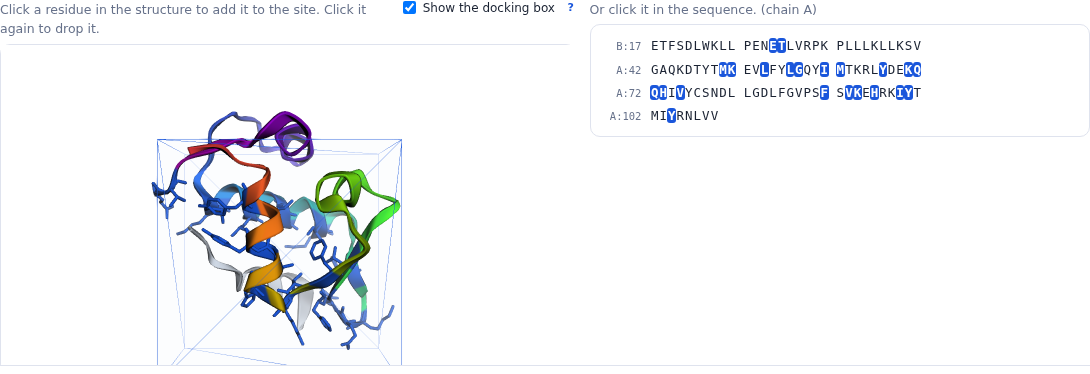 Click a residue in the structure to add it to the site. Click it
again to drop it.
Show the docking box ?
Or click it in the sequence. (chain A)
B:17 ETFSDLWKLL PENETLVRPK PLLLKLLKSV
A:42 GAQKDTYTMK EVLFYLGQYI MTKRLYDEKQ
A:72 QHIVYCSNDL LGDLFGVPSF SVKEHRKIYT
A:102 MIYRNLVV